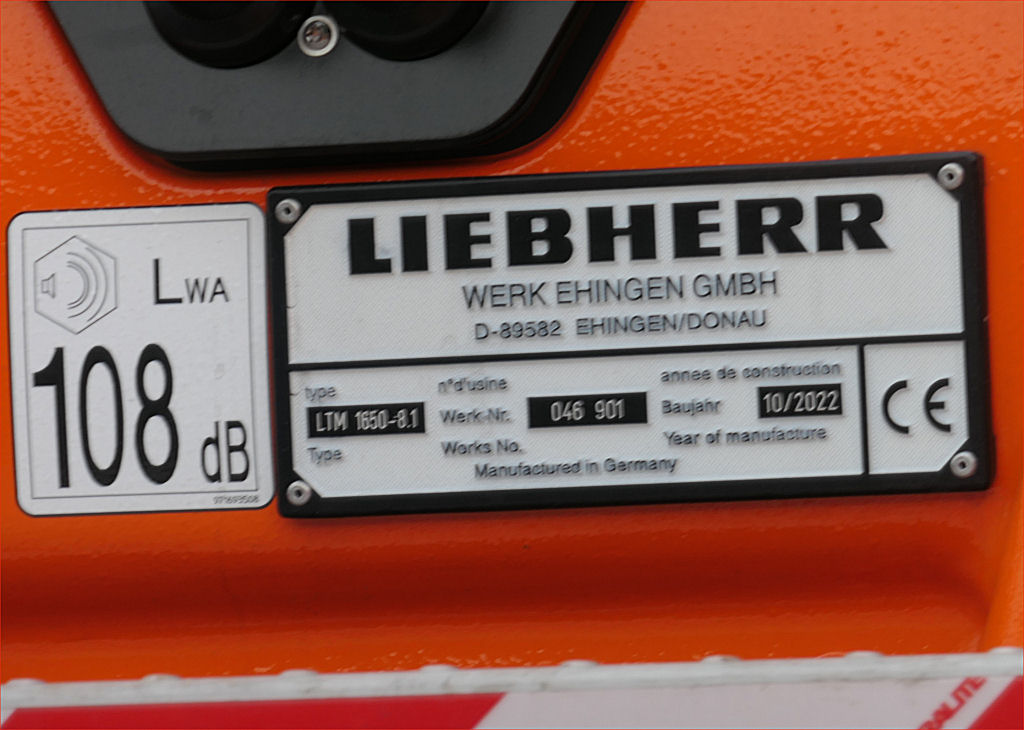 LIEBHERR
WERK EHINGEN GMBH
D-89582 EHINGEN/DONAU
LWA
108 dB
971693508
type
LTM 1650-8.1
Type
n°d'usine
Werk-Nr. 046 901
Works No.
annee de construction
Baujahr 10/2022
Year of manufacture
Manufactured in Germany
CE